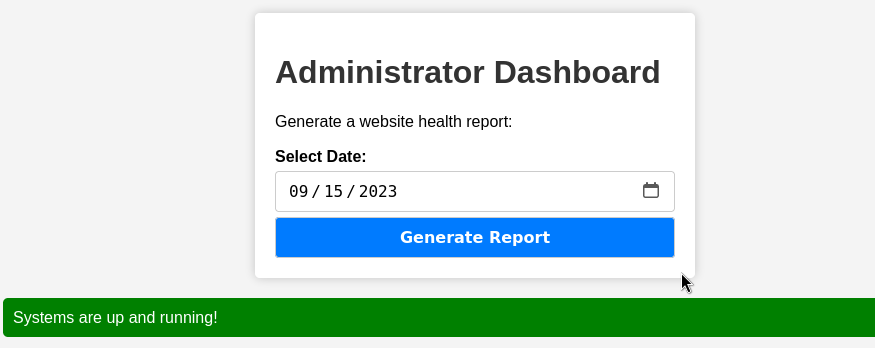 Administrator Dashboard
Generate a website health report:
Select Date:
09/15/2023
Generate Report
Systems are up and running!